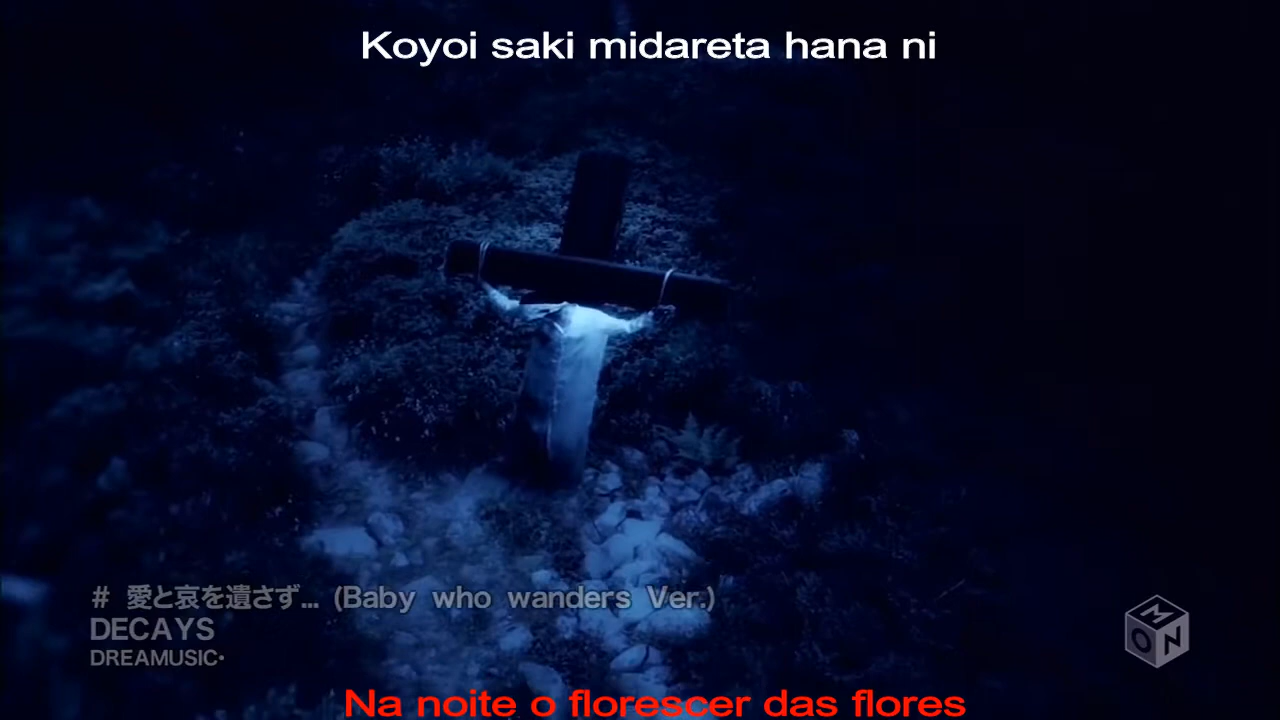 Koyoi saki midareta hana ni
# 愛と哀を遺さず... (Baby who wanders Ver.)
DECAYS
DREAMUSIC・
M
O N
Na noite o florescer das flores